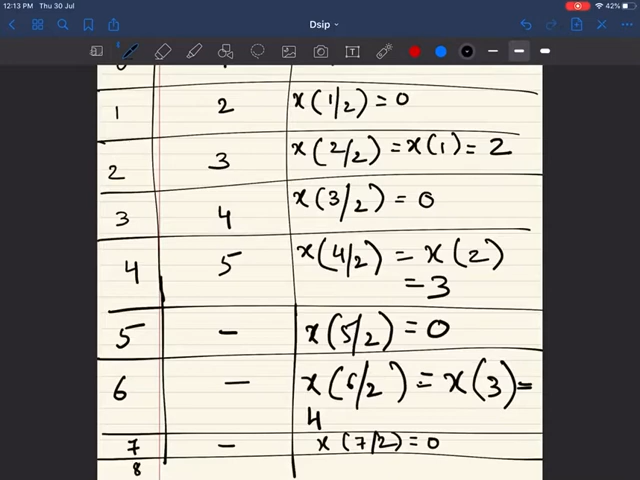 12:13 PM Thu 30 Jul
42%
Dsip
1 2 x(1/2) = 0
2 3 x(2/2) = x(1) = 2
3 4 x(3/2) = 0
4 5 x(4/2) = x(2)
= 3
5 - x(5/2) = 0
6 - x(6/2) = x(3) =
4
7 - x(7/2) = 0
8